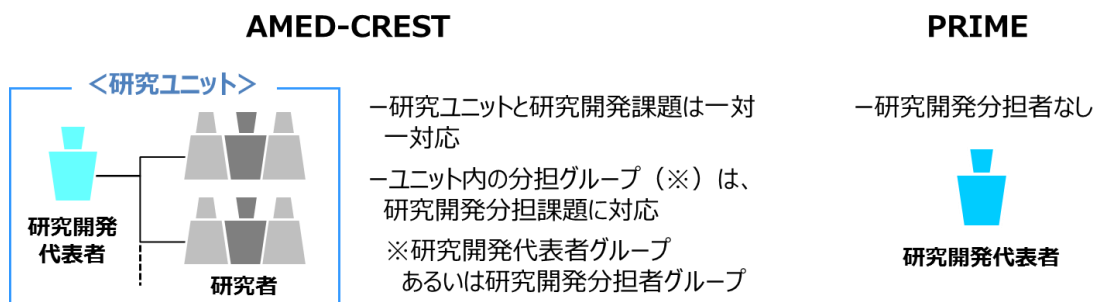 AMED-CREST
PRIME
＜研究ユニット＞
研究開発
代表者
研究者
ー研究ユニットと研究開発課題は一対
一対応
ーユニット内の分担グループ（※）は、
研究開発分担課題に対応
※研究開発代表者グループ
あるいは研究開発分担者グループ
ー研究開発分担者なし
研究開発代表者